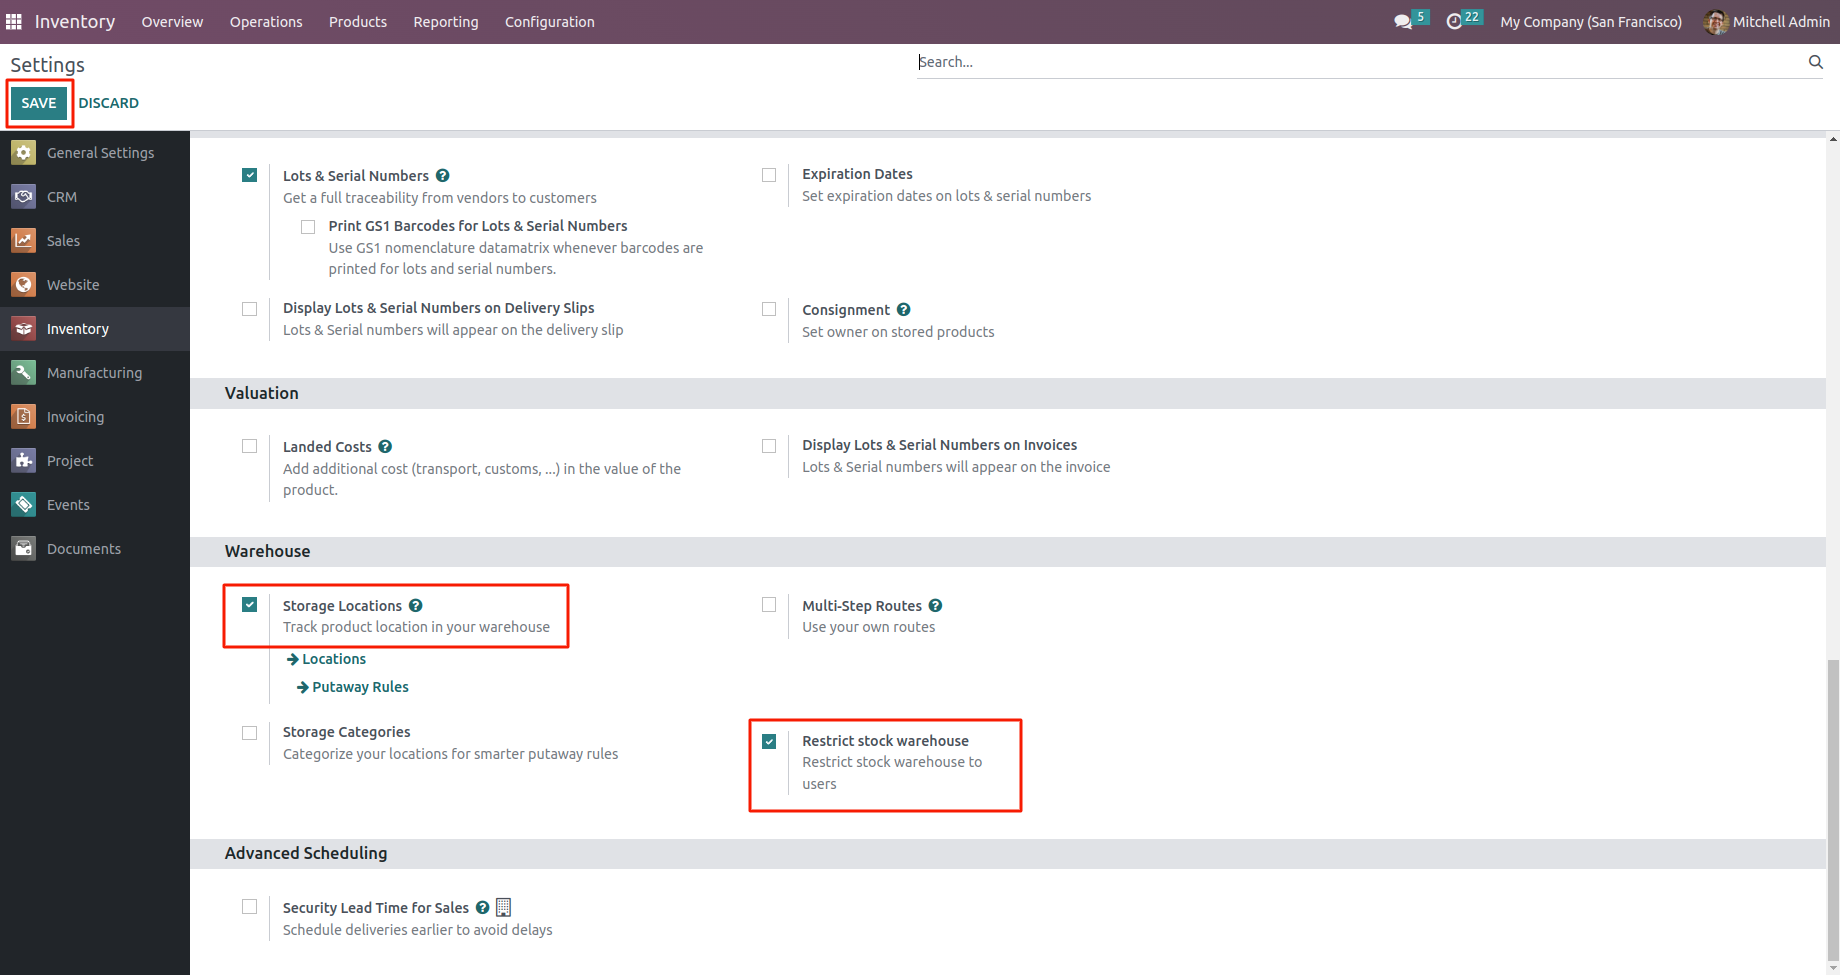 Inventory Overview Operations Products Reporting Configuration 5 22 My Company (San Francisco) Mitchell Admin
Settings
Search...
SAVE DISCARD
General Settings
CRM
Sales
Website
Inventory
Manufacturing
Invoicing
Project
Events
Documents
Lots & Serial Numbers
Get a full traceability from vendors to customers
Print GS1 Barcodes for Lots & Serial Numbers
Use GS1 nomenclature datamatrix whenever barcodes are
printed for lots and serial numbers.
Expiration Dates
Set expiration dates on lots & serial numbers
Display Lots & Serial Numbers on Delivery Slips
Lots & Serial numbers will appear on the delivery slip
Consignment
Set owner on stored products
Valuation
Landed Costs
Add additional cost (transport, customs, ...) in the value of the
product.
Display Lots & Serial Numbers on Invoices
Lots & Serial numbers will appear on the invoice
Warehouse
Storage Locations
Track product location in your warehouse
Locations
Putaway Rules
Multi-Step Routes
Use your own routes
Storage Categories
Categorize your locations for smarter putaway rules
Restrict stock warehouse
Restrict stock warehouse to
users
Advanced Scheduling
Security Lead Time for Sales
Schedule deliveries earlier to avoid delays